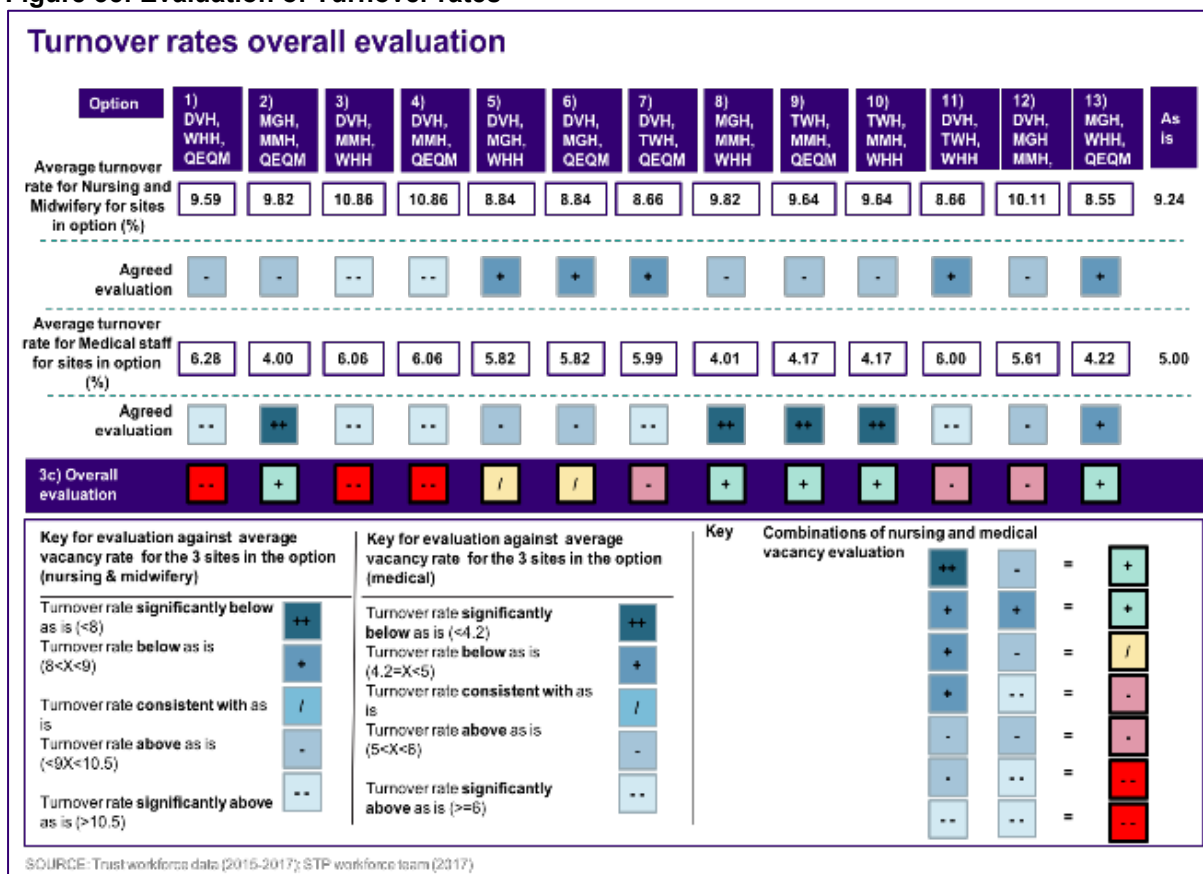 Figure 35: Evaluation of Turnover rates
Turnover rates overall evaluation
Option 1) DVH, WHH, QEQM 2) MGH, MMH, QEQM 3) DVH, MMH, WHH 4) DVH, MMH, QEQM 5) DVH, MGH, WHH 6) DVH, MGH, QEQM 7) DVH, TWH, QEQM 8) MGH, MMH, WHH 9) TWH, MMH, QEQM 10) TWH, MMH, WHH 11) DVH, TWH, WHH 12) DVH, MGH MMH, 13) MGH, WHH, QEQM As is
Average turnover rate for Nursing and Midwifery for sites in option (%) 9.59 9.82 10.86 10.86 8.84 8.84 8.66 9.82 9.64 9.64 8.66 10.11 8.55 9.24
Agreed evaluation - - -- -- + + + - - - + - +
Average turnover rate for Medical staff for sites in option (%) 6.28 4.00 6.06 6.06 5.82 5.82 5.99 4.01 4.17 4.17 6.00 5.61 4.22 5.00
Agreed evaluation -- ++ -- -- - - -- ++ ++ ++ -- - +
3c) Overall evaluation -- + -- -- / / - + + + - - +
Key for evaluation against average
vacancy rate for the 3 sites in the option
(nursing & midwifery)
Turnover rate significantly below
as is (<8) ++
Turnover rate below as is
(8<X<9) +
Turnover rate consistent with as
is /
Turnover rate above as is
(<9X<10.5) -
Turnover rate significantly above
as is (>10.5) --
Key for evaluation against average
vacancy rate for the 3 sites in the option
(medical)
Turnover rate significantly
below as is (<4.2) ++
Turnover rate below as is
(4.2=X<5) +
Turnover rate consistent with as
is /
Turnover rate above as is
(5<X<6) -
Turnover rate significantly
above as is (>=6) --
Key
Combinations of nursing and medical
vacancy evaluation
++ - = +
+ + = +
+ - = /
+ -- = -
- - = -
- -- = --
-- -- = --
SOURCE: Trust workforce data (2015-2017); STP workforce team (2017)